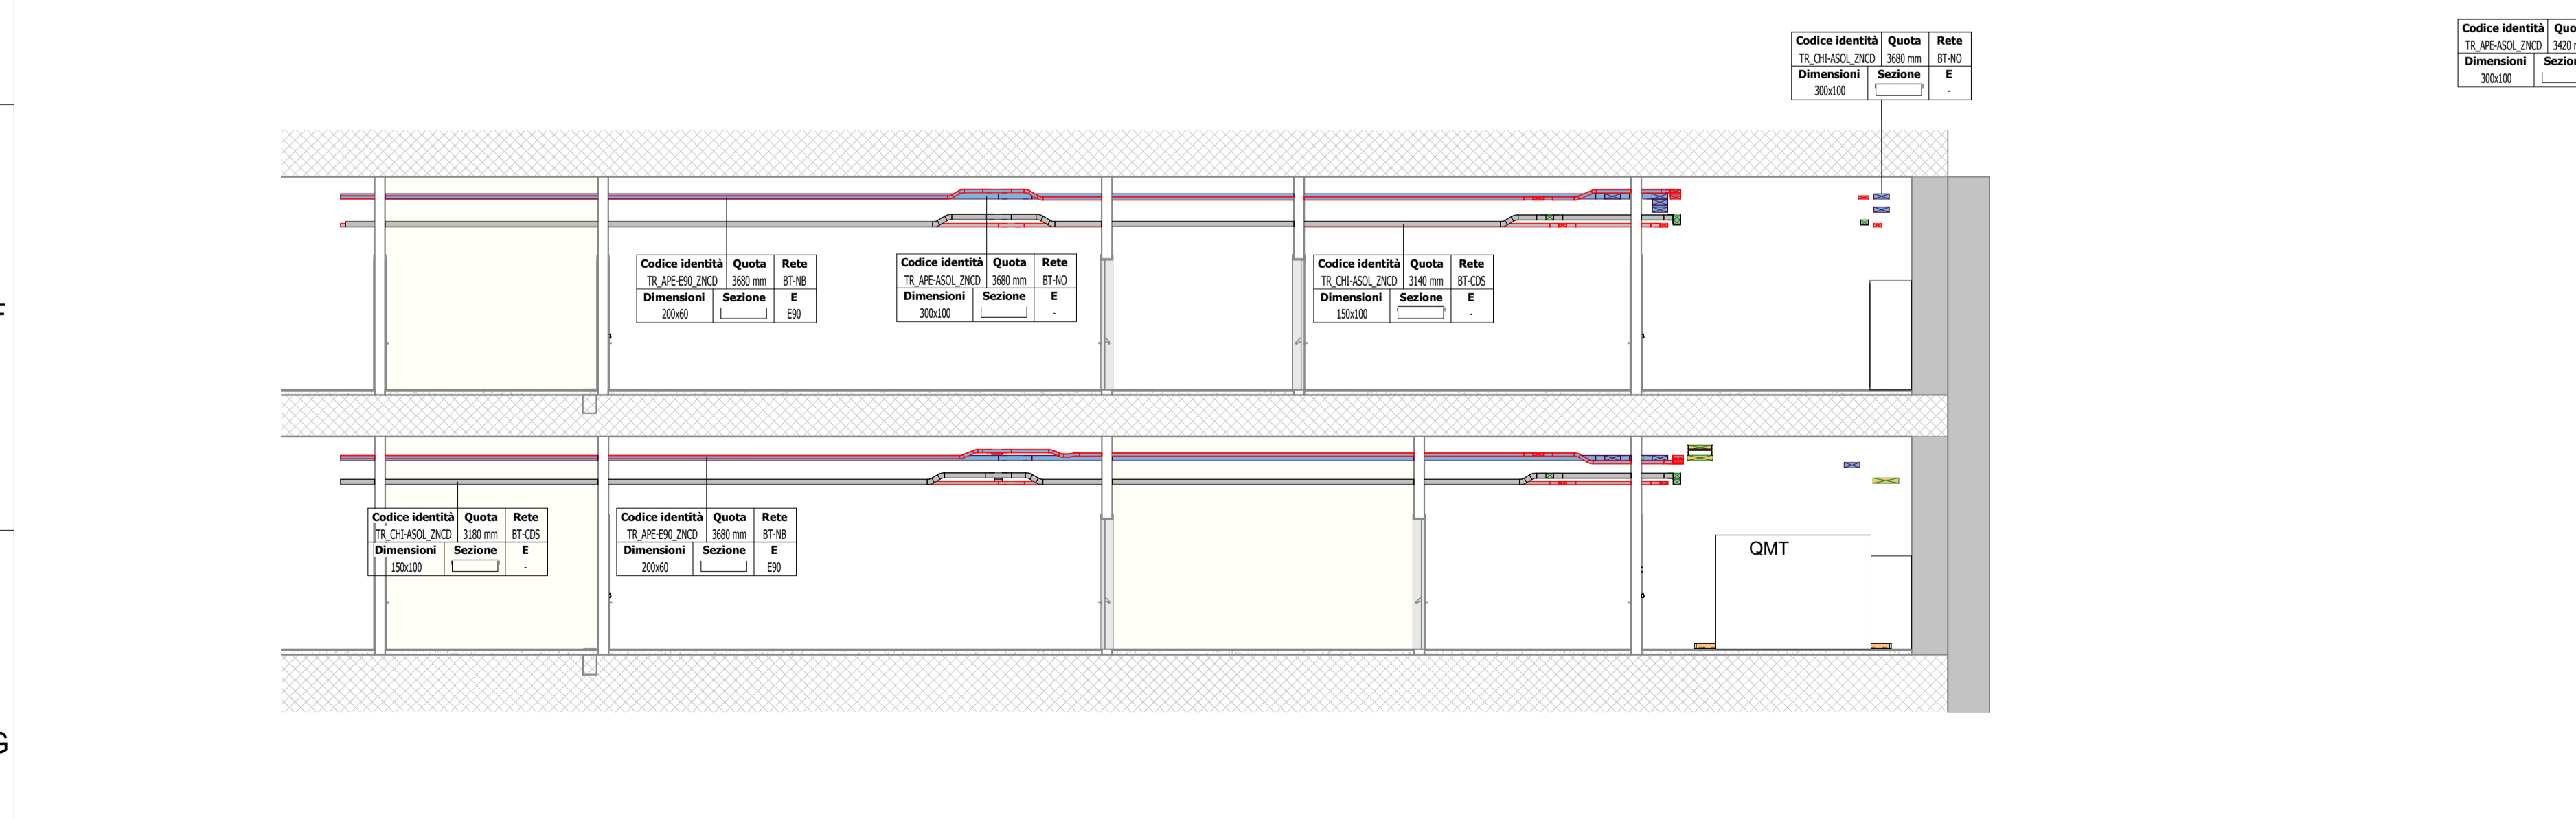 Codice identità Quota Rete
TR_CHI-ASOL_ZNCD 3680 mm BT-NO
Dimensioni Sezione E
300x100 -
Codice identità Quo
TR_APE-ASOL_ZNCD 3420
Dimensioni Sezion
300x100
Codice identità Quota Rete
TR_APE-E90_ZNCD 3680 mm BT-NB
Dimensioni Sezione E
200x60 E90
Codice identità Quota Rete
TR_APE-ASOL_ZNCD 3680 mm BT-NO
Dimensioni Sezione E
300x100 -
Codice identità Quota Rete
TR_CHI-ASOL_ZNCD 3140 mm BT-CDS
Dimensioni Sezione E
150x100 -
Codice identità Quota Rete
TR_CHI-ASOL_ZNCD 3180 mm BT-CDS
Dimensioni Sezione E
150x100 -
Codice identità Quota Rete
TR_APE-E90_ZNCD 3680 mm BT-NB
Dimensioni Sezione E
200x60 E90
QMT
G